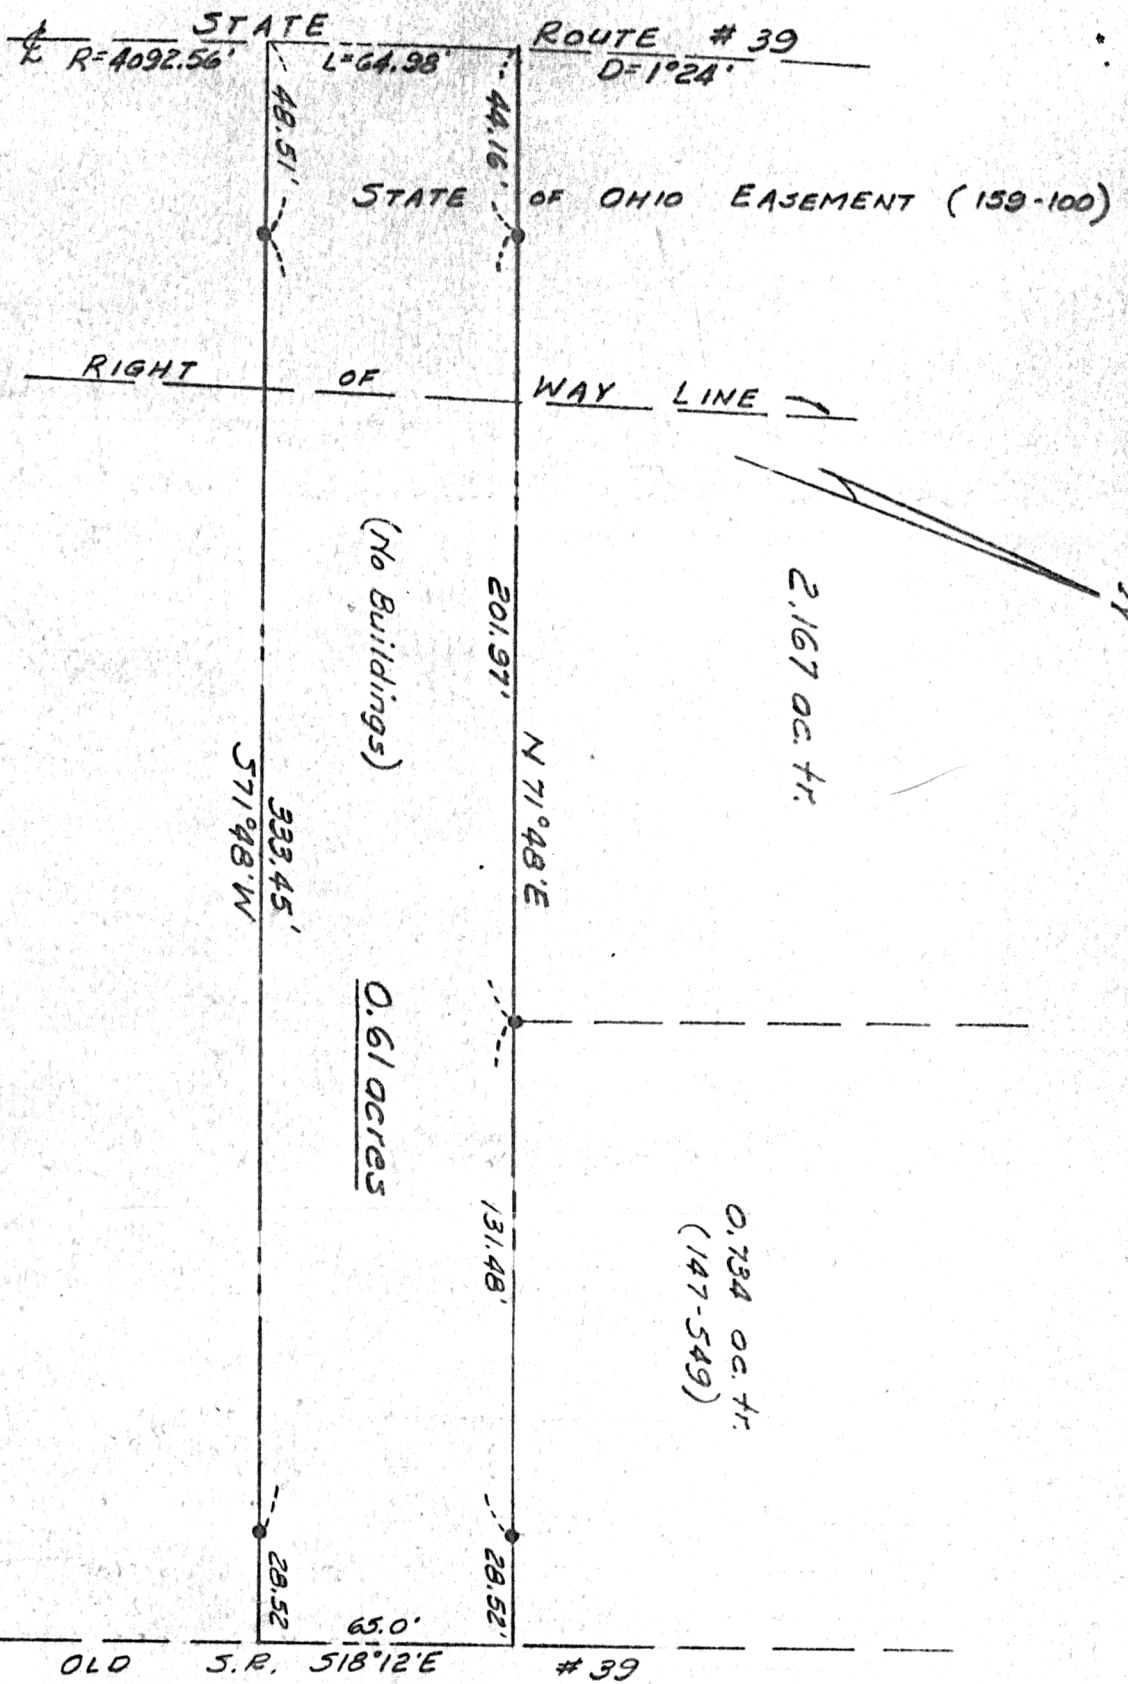 STATE ROUTE # 39
℄ R=4092.56' L=64.98' D=1°24'
48.51'
44.16'
STATE OF OHIO EASEMENT (159-100)
RIGHT OF WAY LINE
(No Buildings)
201.97'
N 71°48'E
2.167 ac. tr.
333.45'
S71°48'W
0.61 acres
131.48'
0.734 ac. tr.
(147-549)
28.52
28.52'
65.0'
OLD S.R. S18°12'E #39